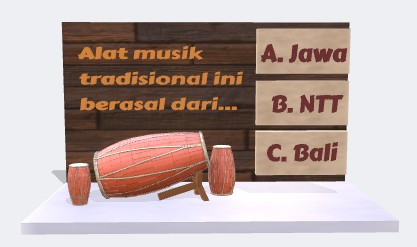 Alat musik
tradisional ini
berasal dari...
A. Jawa
B. NTT
C. Bali